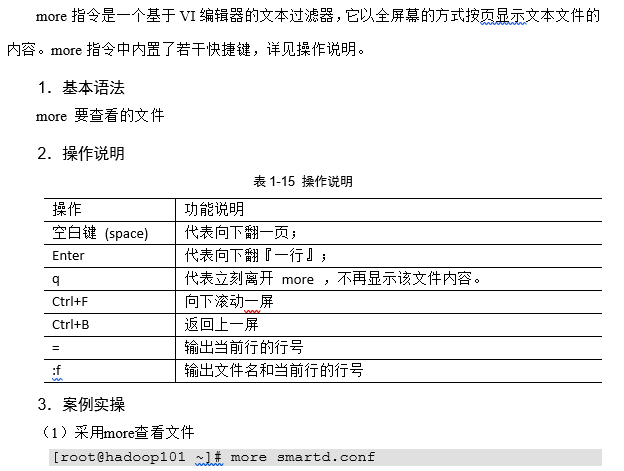 more 指令是一个基于 VI 编辑器的文本过滤器，它以全屏幕的方式按页显示文本文件的
内容。more 指令中内置了若干快捷键，详见操作说明。
1．基本语法
more 要查看的文件
2．操作说明
表 1-15 操作说明
操作 功能说明
空白键 (space) 代表向下翻一页；
Enter 代表向下翻『一行』；
q 代表立刻离开 more ，不再显示该文件内容。
Ctrl+F 向下滚动一屏
Ctrl+B 返回上一屏
= 输出当前行的行号
:f 输出文件名和当前行的行号
3．案例实操
（1）采用more查看文件
[root@hadoop101 ~]# more smartd.conf